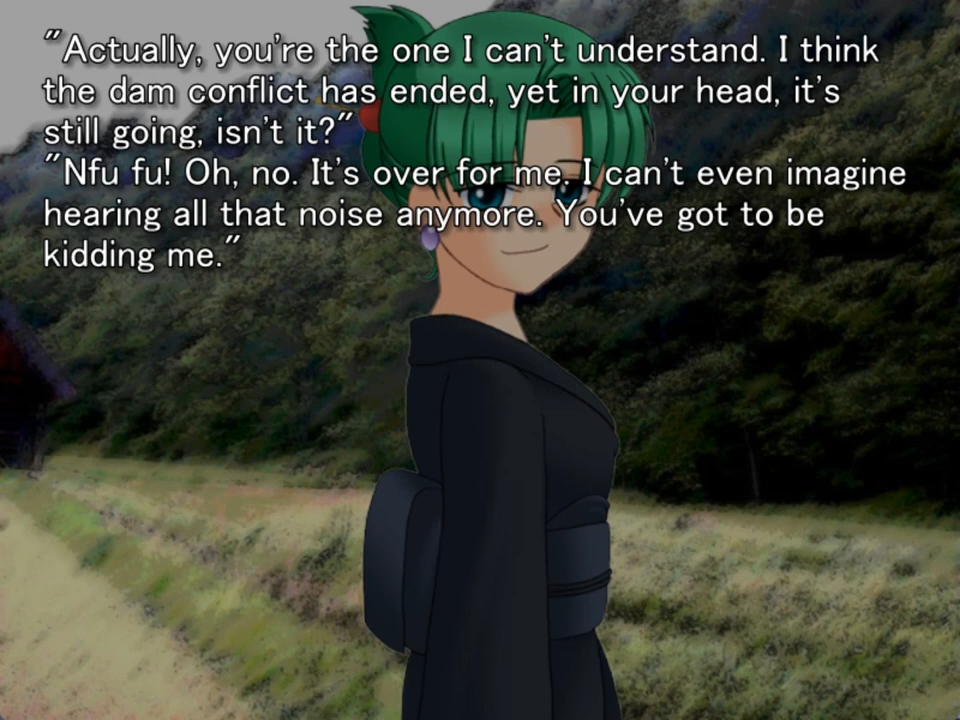 "Actually, you're the one I can't understand. I think
the dam conflict has ended, yet in your head, it's
still going, isn't it?"
"Nfu fu! Oh, no. It's over for me. I can't even imagine
hearing all that noise anymore. You've got to be
kidding me."